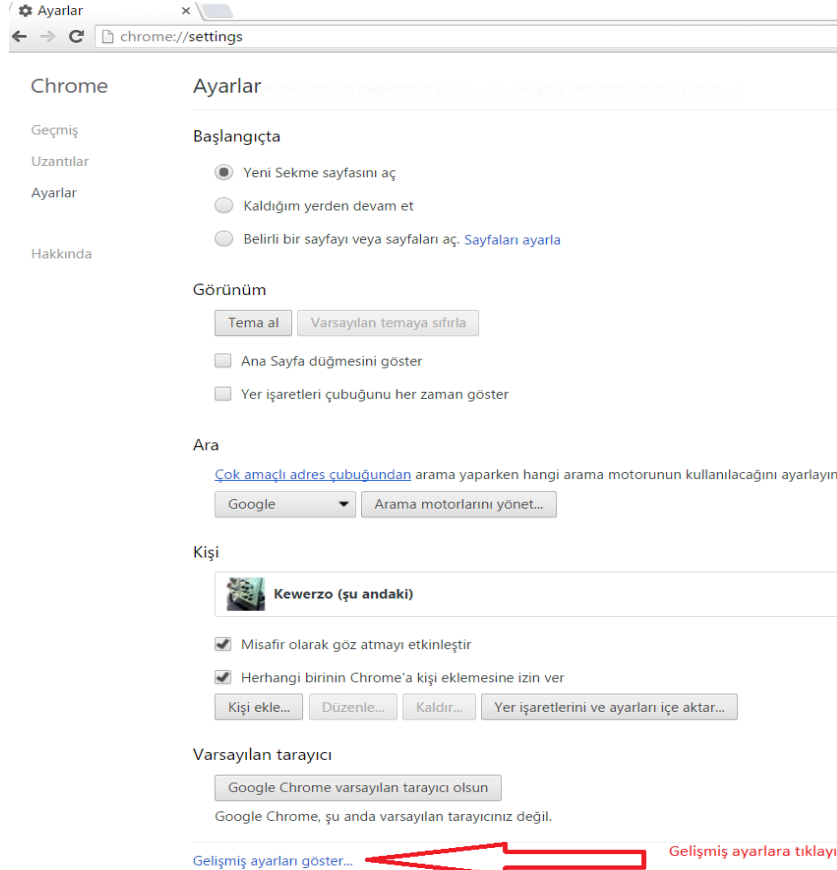 Ayarlar
chrome://settings
Chrome
Ayarlar
Geçmiş
Uzantılar
Ayarlar
Hakkında
Başlangıçta
Yeni Sekme sayfasını aç
Kaldığım yerden devam et
Belirli bir sayfayı veya sayfaları aç. Sayfaları ayarla
Görünüm
Tema al Varsayılan temaya sıfırla
Ana Sayfa düğmesini göster
Yer işaretleri çubuğunu her zaman göster
Ara
Çok amaçlı adres çubuğundan arama yaparken hangi arama motorunun kullanılacağını ayarlayın
Google Arama motorlarını yönet...
Kişi
Kewerzo (şu andaki)
Misafir olarak göz atmayı etkinleştir
Herhangi birinin Chrome'a kişi eklemesine izin ver
Kişi ekle... Düzenle... Kaldır... Yer işaretlerini ve ayarları içe aktar...
Varsayılan tarayıcı
Google Chrome varsayılan tarayıcı olsun
Google Chrome, şu anda varsayılan tarayıcınız değil.
Gelişmiş ayarları göster...
Gelişmiş ayarlara tıklayı